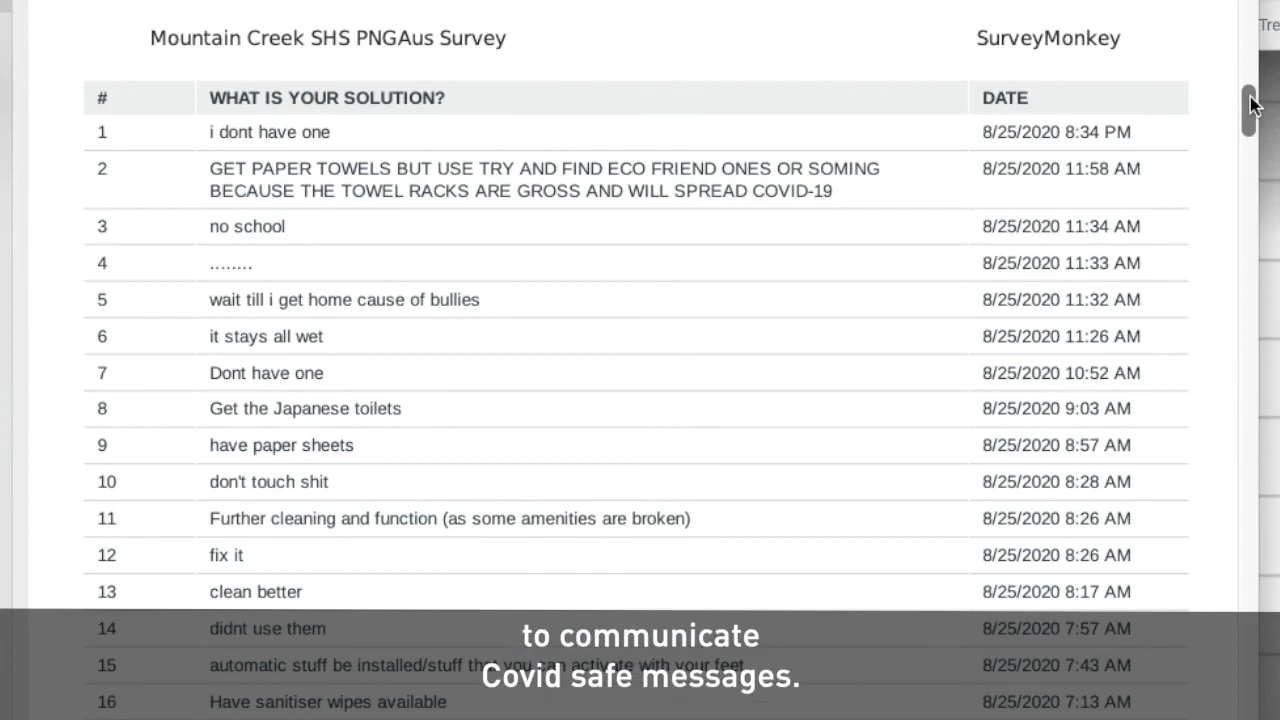 Mountain Creek SHS PNGAus Survey SurveyMonkey
Tre
# WHAT IS YOUR SOLUTION? DATE
1 i dont have one 8/25/2020 8:34 PM
2 GET PAPER TOWELS BUT USE TRY AND FIND ECO FRIEND ONES OR SOMING 8/25/2020 11:58 AM
BECAUSE THE TOWEL RACKS ARE GROSS AND WILL SPREAD COVID-19
3 no school 8/25/2020 11:34 AM
4 ........ 8/25/2020 11:33 AM
5 wait till i get home cause of bullies 8/25/2020 11:32 AM
6 it stays all wet 8/25/2020 11:26 AM
7 Dont have one 8/25/2020 10:52 AM
8 Get the Japanese toilets 8/25/2020 9:03 AM
9 have paper sheets 8/25/2020 8:57 AM
10 don't touch shit 8/25/2020 8:28 AM
11 Further cleaning and function (as some amenities are broken) 8/25/2020 8:26 AM
12 fix it 8/25/2020 8:26 AM
13 clean better 8/25/2020 8:17 AM
14 didnt use them 8/25/2020 7:57 AM
15 automatic stuff be installed/stuff that you can activate with your feet 8/25/2020 7:43 AM
16 Have sanitiser wipes available 8/25/2020 7:13 AM
to communicate
Covid safe messages.